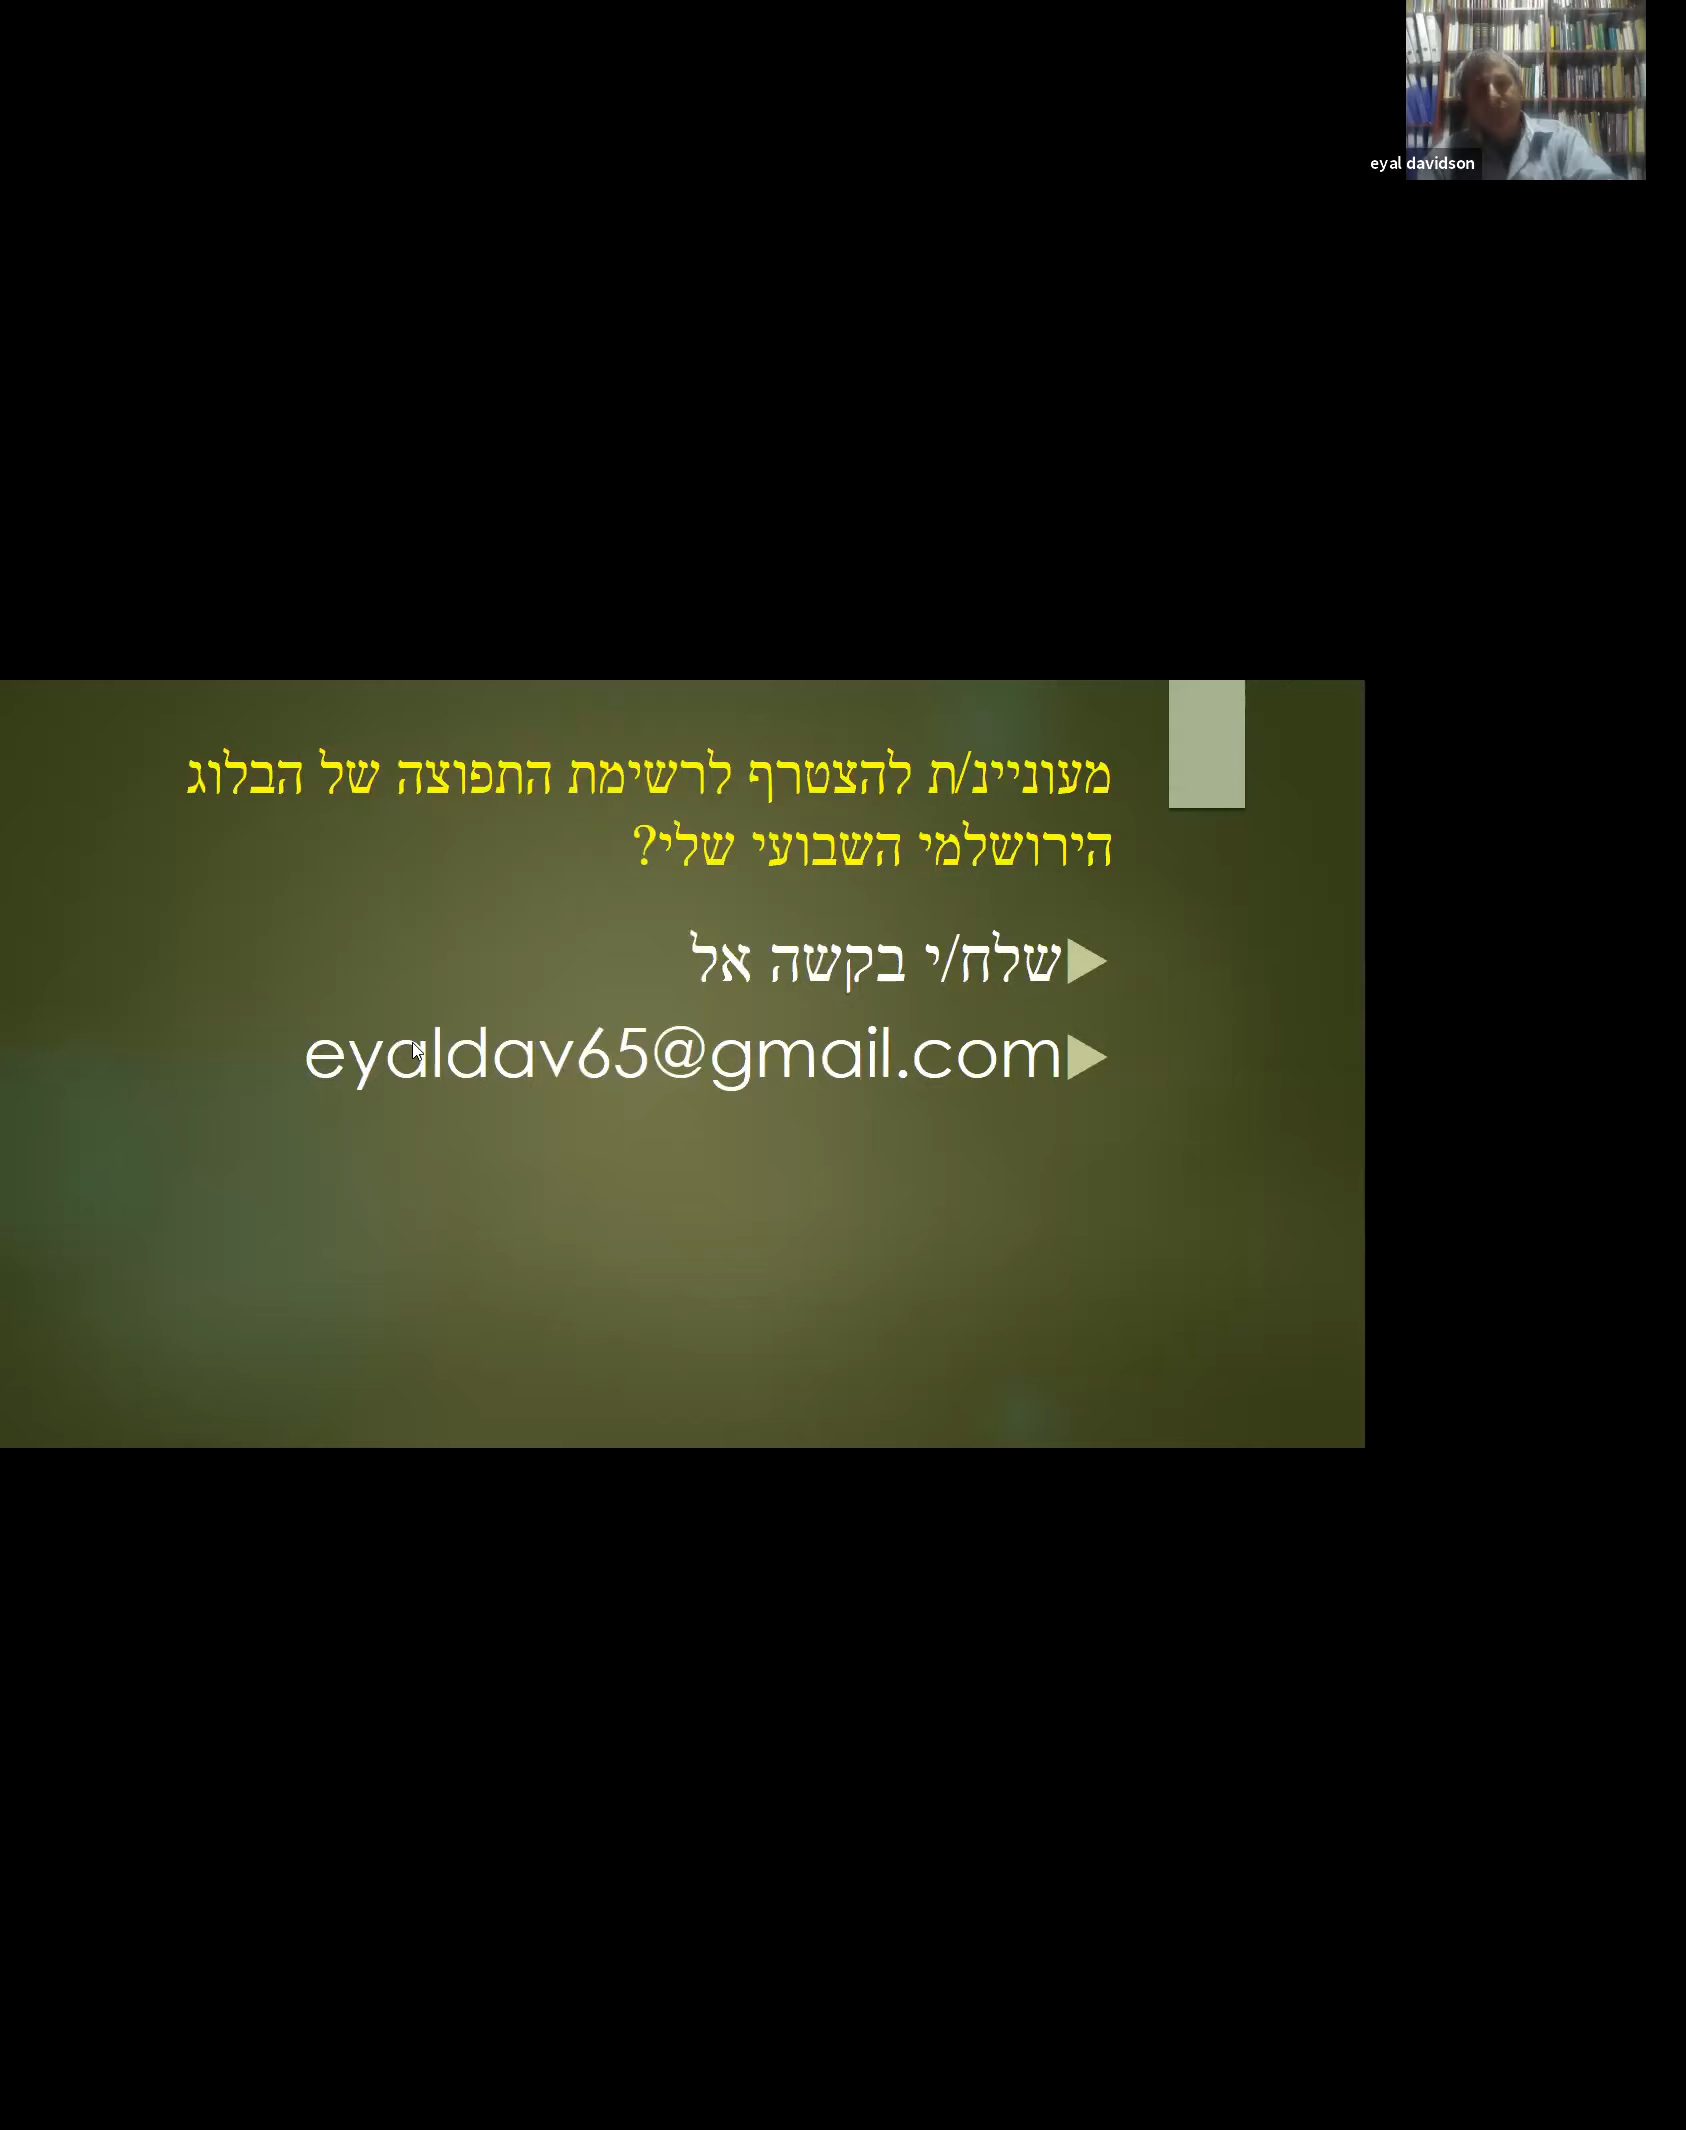 eyal davidson
מעוניינ/ת להצטרף לרשימת התפוצה של הבלוג
הירושלמי השבועי שלי?
שלח/י בקשה אל
eyaldav65@gmail.com